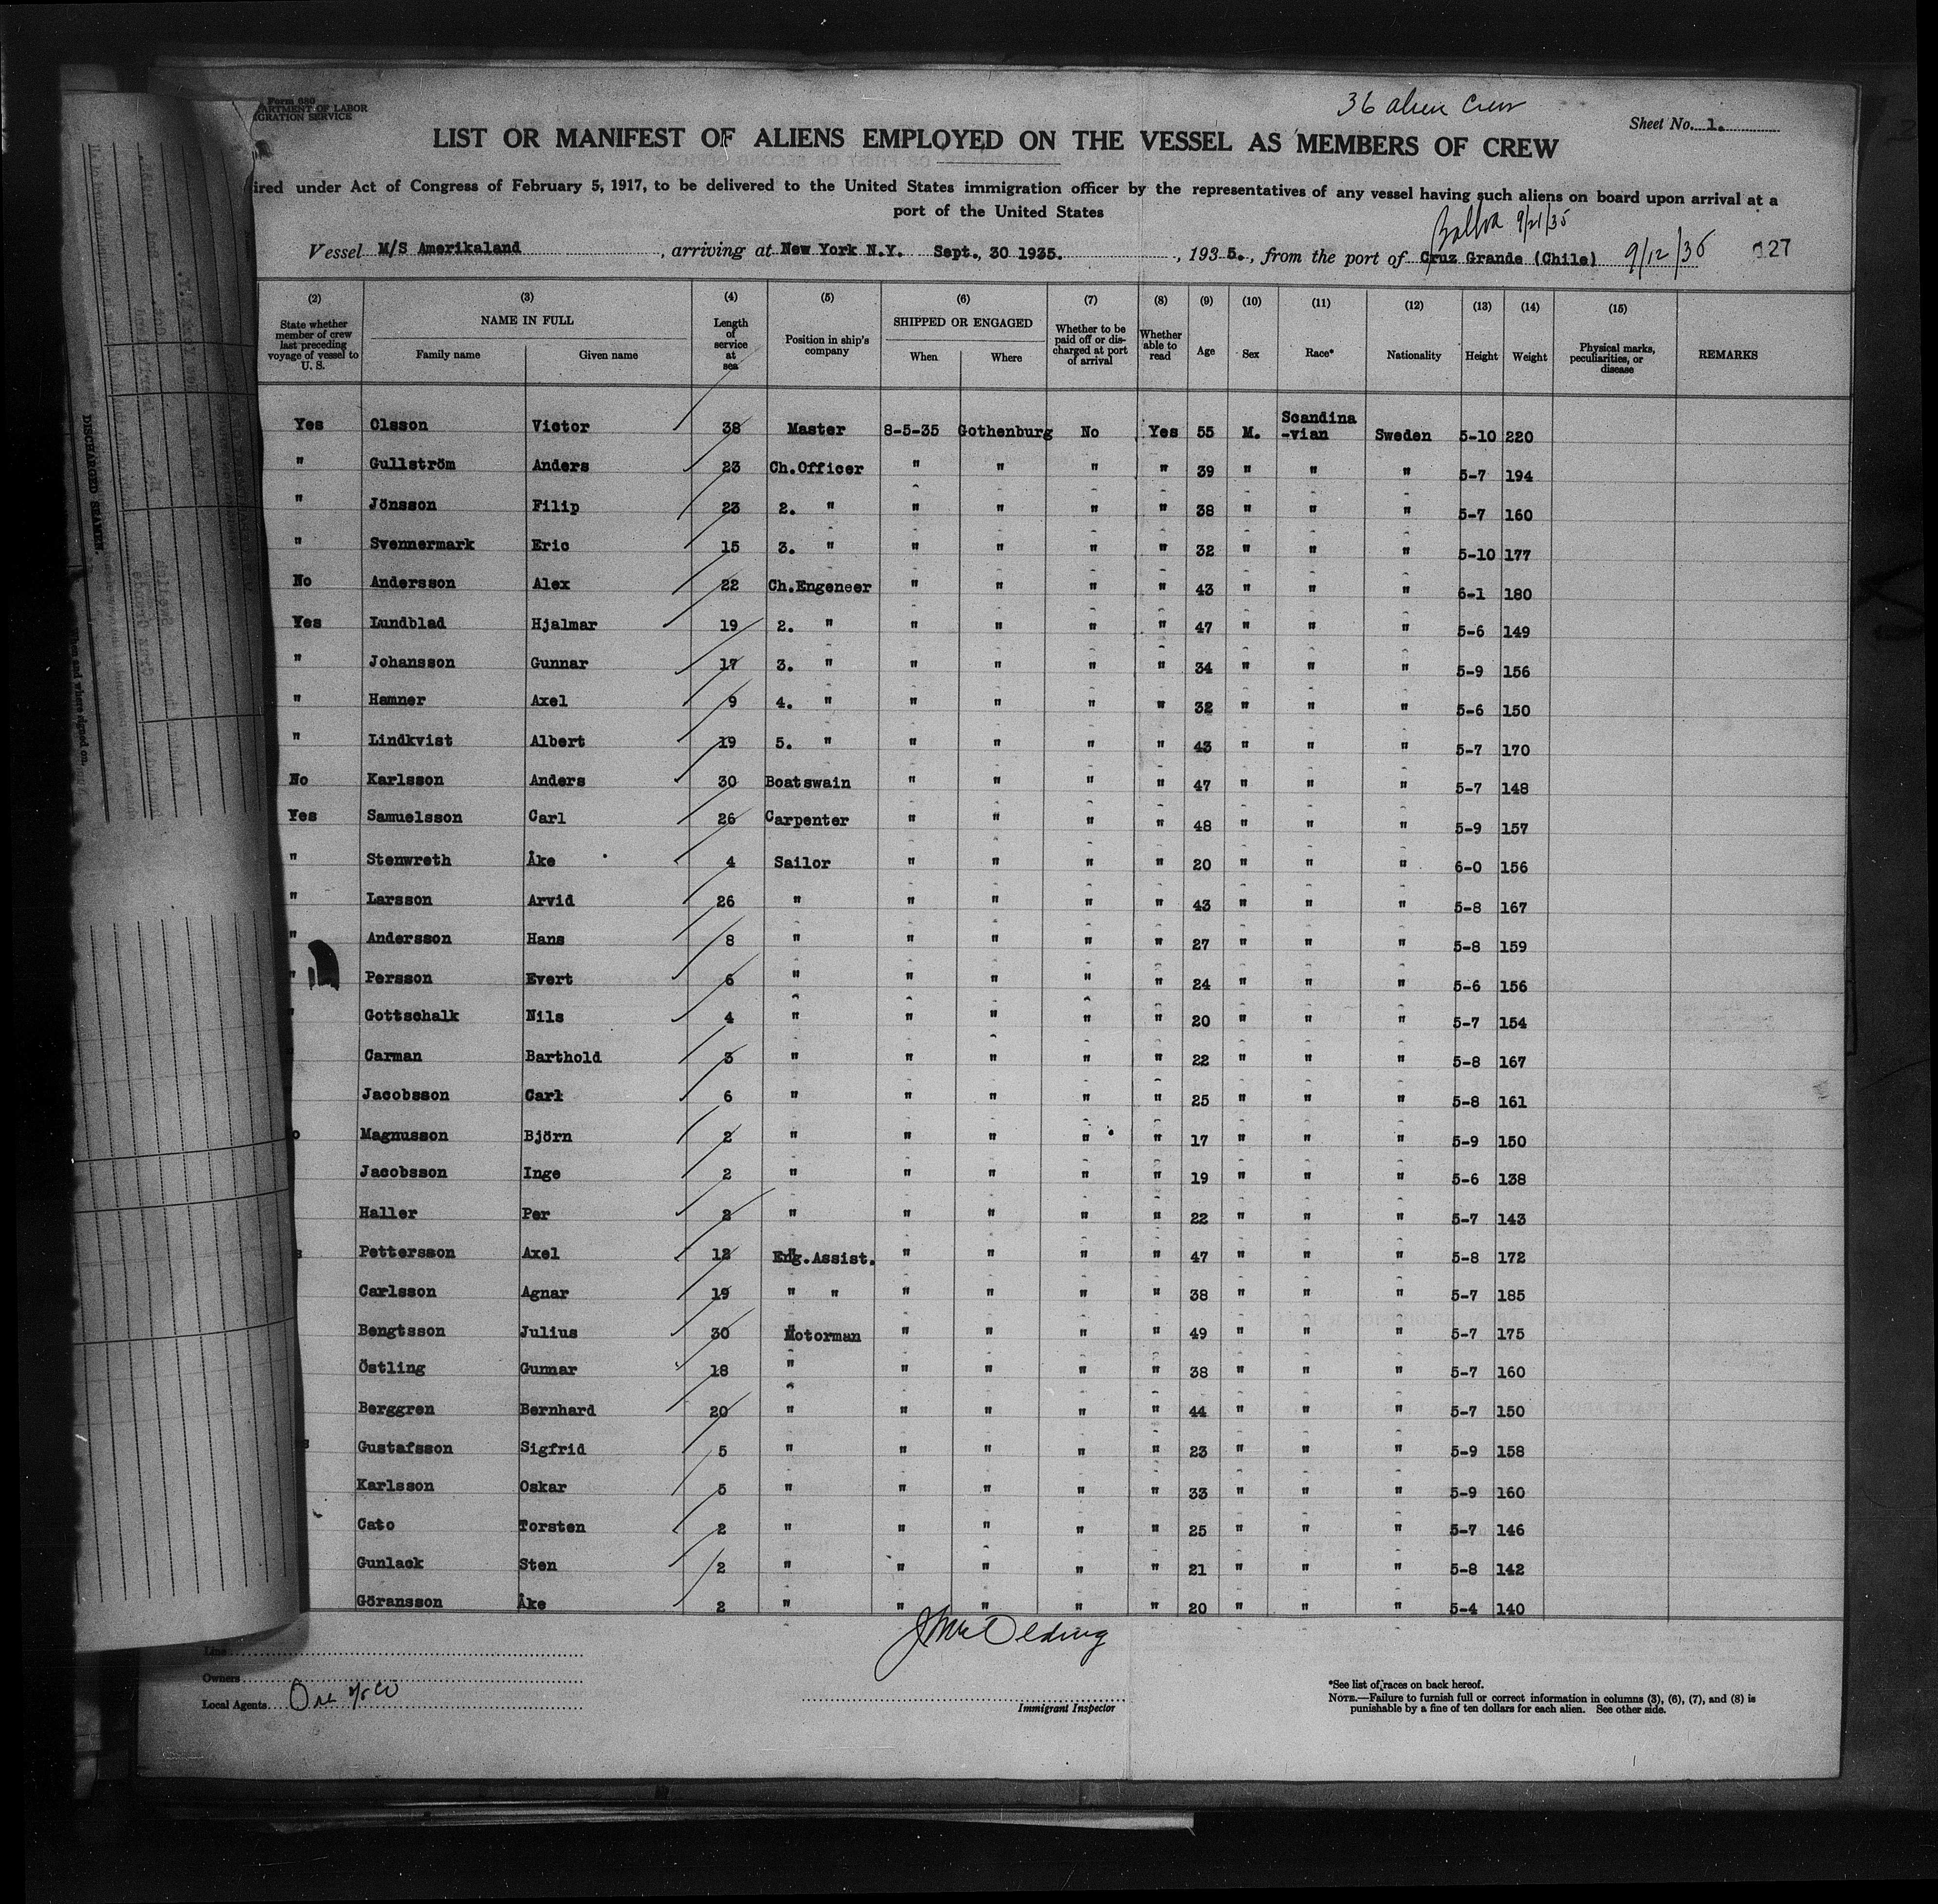 36 alien Crew
Form 680
ARTMENT OF LABOR
IGRATION SERVICE
Sheet No. 1.
LIST OR MANIFEST OF ALIENS EMPLOYED ON THE VESSEL AS MEMBERS OF CREW
ired under Act of Congress of February 5, 1917, to be delivered to the United States immigration officer by the representatives of any vessel having such aliens on board upon arrival at a
port of the United States
Balboa 9/21/35
Vessel M/S Amerikaland, arriving at New York N.Y. Sept., 30 1935., 193 5., from the port of Cruz Grande (Chile) 9/12/35 27
(2) (3) (4) (5) (6) (7) (8) (9) (10) (11) (12) (13) (14) (15)
State whether member of crew last preceding voyage of vessel to U. S. NAME IN FULL Family name Given name Length of service at sea Position in ship's company SHIPPED OR ENGAGED When Where Whether to be paid off or discharged at port of arrival Whether able to read Age Sex Race* Nationality Height Weight Physical marks, peculiarities, or disease REMARKS
Yes Olsson Victor 38 Master 8-5-35 Gothenburg No Yes 55 M. Scandina-vian Sweden 5-10 220
" Gullström Anders 23 Ch.Officer " " " " 39 " " " 5-7 194
" Jönsson Filip 23 2. " " " " " 38 " " " 5-7 160
" Svennermark Eric 15 3. " " " " " 32 " " " 5-10 177
No Andersson Alex 22 Ch.Engeneer " " " " 43 " " " 6-1 180
Yes Lundblad Hjalmar 19 2. " " " " " 47 " " " 5-6 149
" Johansson Gunnar 17 3. " " " " " 34 " " " 5-9 156
" Hamner Axel 9 4. " " " " " 32 " " " 5-6 150
" Lindkvist Albert 19 5. " " " " " 43 " " " 5-7 170
No Karlsson Anders 30 Boatswain " " " " 47 " " " 5-7 148
Yes Samuelsson Carl 26 Carpenter " " " " 48 " " " 5-9 157
" Stenwreth Åke 4 Sailor " " " " 20 " " " 6-0 156
" Larsson Arvid 26 " " " " " 43 " " " 5-8 167
" Andersson Hans 8 " " " " " 27 " " " 5-8 159
" Persson Evert 6 " " " " " 24 " " " 5-6 156
" Gottschalk Nils 4 " " " " " 20 " " " 5-7 154
Carman Barthold 3 " " " " " 22 " " " 5-8 167
Jacobsson Carl 6 " " " " " 25 " " " 5-8 161
o Magnusson Björn 2 " " " " " 17 " " " 5-9 150
Jacobsson Inge 2 " " " " " 19 " " " 5-6 138
Haller Per 2 " " " " " 22 " " " 5-7 143
s Pettersson Axel 12 Eng.Assist. " " " " 47 " " " 5-8 172
Carlsson Agnar 19 " " " " " " 38 " " " 5-7 185
Bengtsson Julius 30 Motorman " " " " 49 " " " 5-7 175
Östling Gunnar 18 " " " " " 38 " " " 5-7 160
Berggren Bernhard 20 " " " " " 44 " " " 5-7 150
s Gustafsson Sigfrid 5 " " " " " 23 " " " 5-9 158
Karlsson Oskar 5 " " " " " 33 " " " 5-9 160
Cato Torsten 2 " " " " " 25 " " " 5-7 146
Gunlack Sten 2 " " " " " 21 " " " 5-8 142
Göransson Åke 2 " " " " " 20 " " " 5-4 140
Line
Owners
Local Agents Ore
Immigrant Inspector
*See list of races on back hereof.
NOTE.—Failure to furnish full or correct information in columns (3), (6), (7), and (8) is
punishable by a fine of ten dollars for each alien. See other side.
DISCHARGED SEAMEN,